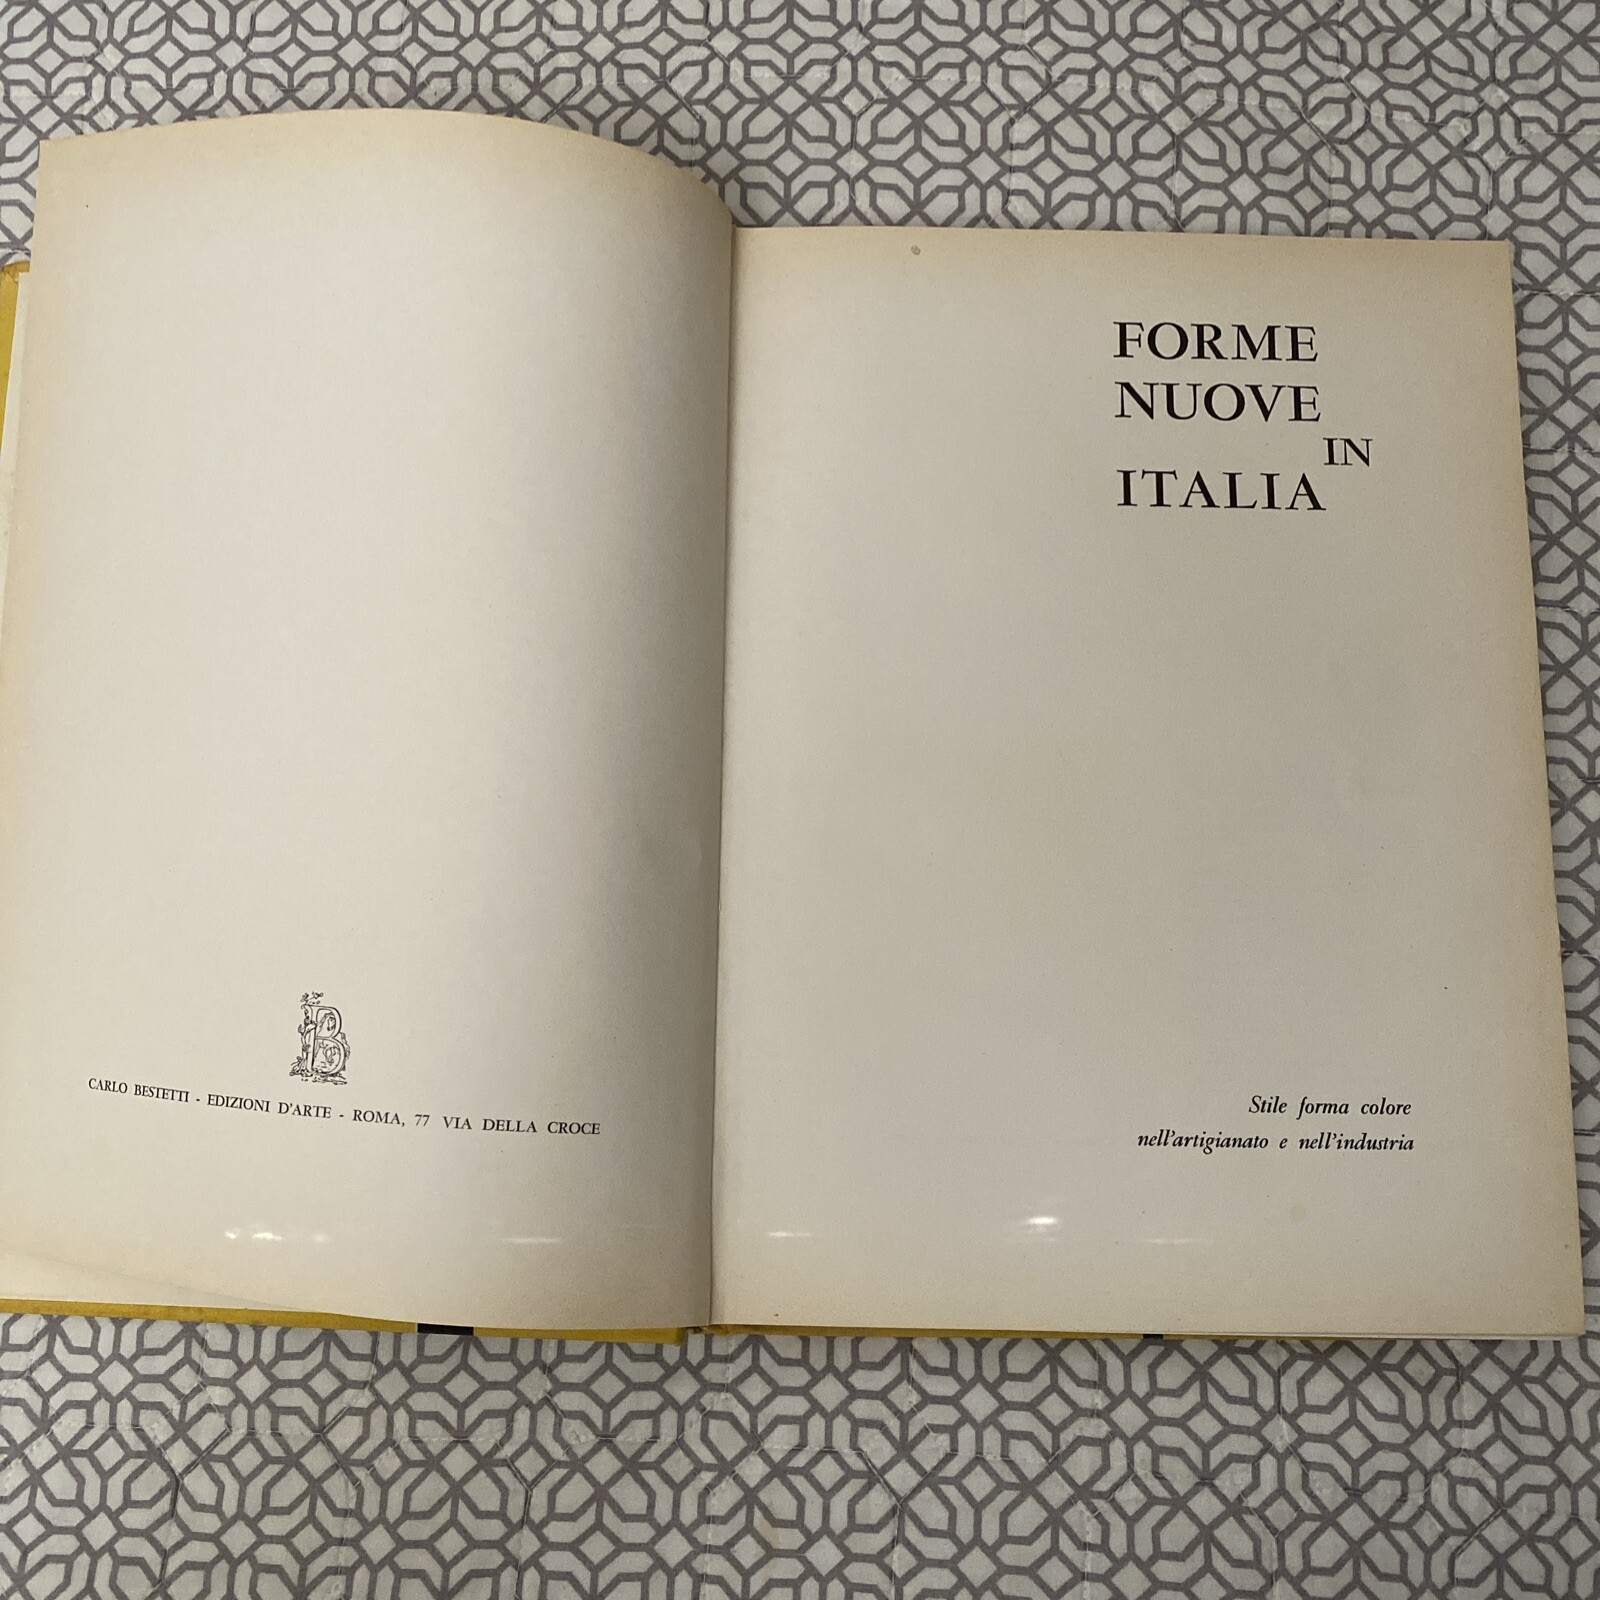 CARLO BESTETTI - EDIZIONI D'ARTE - ROMA, 77 VIA DELLA CROCE
FORME
NUOVE
IN
ITALIA
Stile forma colore
nell'artigianato e nell'industria